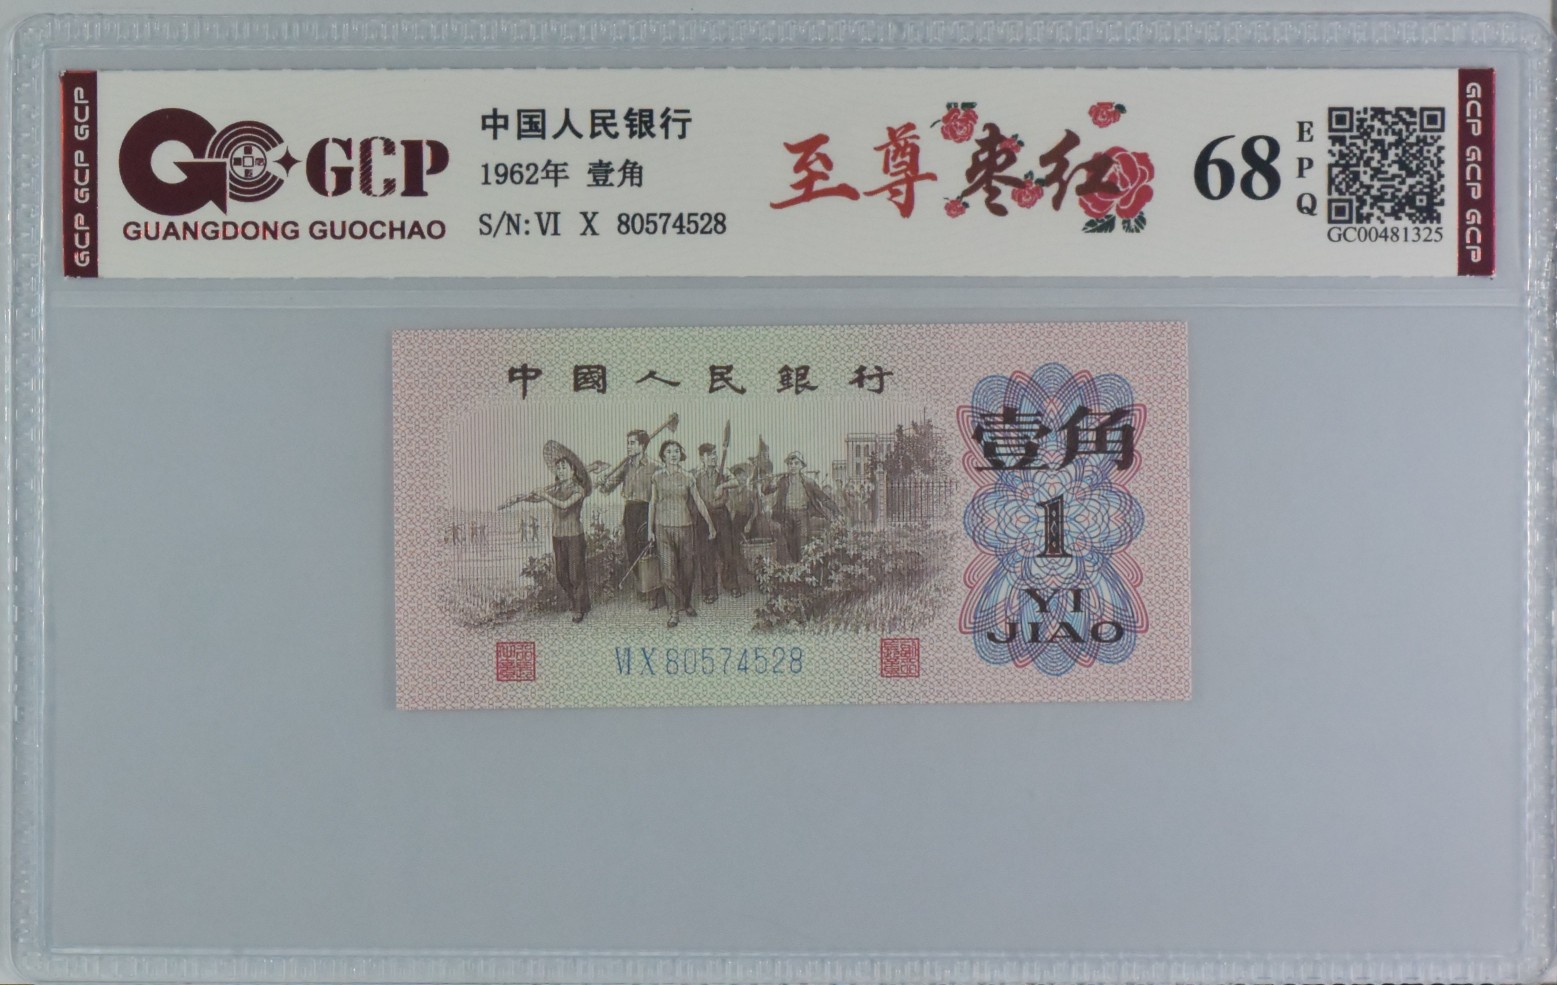 GCP GCP GCP
GCP
GUANGDONG GUOCHAO
中国人民银行
1962年 壹角
S/N: VI X 80574528
至尊枣红
68
EPQ
GC00481325
GCP GCP GCP
中國人民銀行
壹角
1
YI
JIAO
VI X 80574528